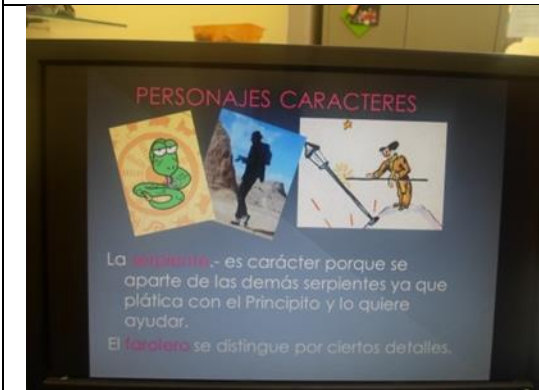 PERSONAJES CARACTERES
La serpiente.- es carácter porque se
aparte de las demás serpientes ya que
plática con el Principito y lo quiere
ayudar.
El farolero se distingue por ciertos detalles.